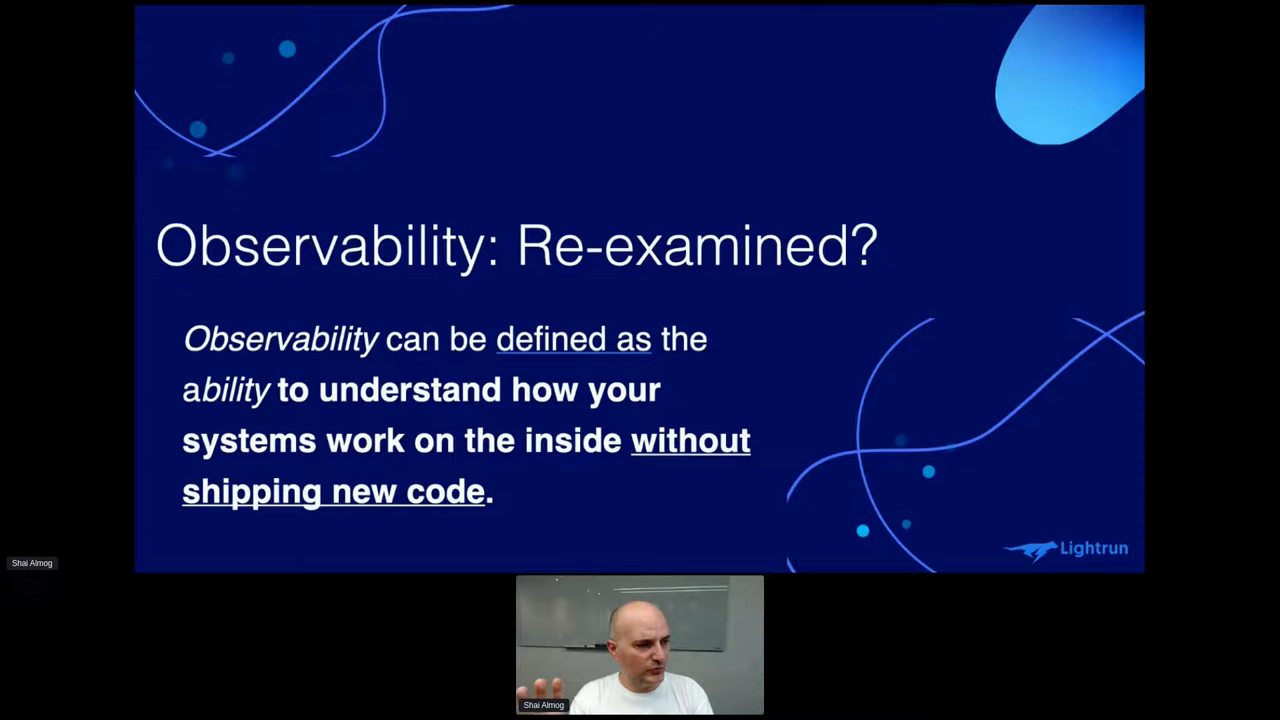 Observability: Re-examined?
Observability can be defined as the
ability to understand how your
systems work on the inside without
shipping new code.
Lightrun
Shai Almog
Shai Almog